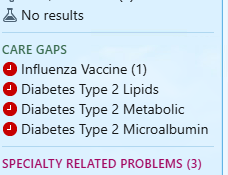 No results
CARE GAPS
Influenza Vaccine (1)
Diabetes Type 2 Lipids
Diabetes Type 2 Metabolic
Diabetes Type 2 Microalbumin
SPECIALTY RELATED PROBLEMS (3)